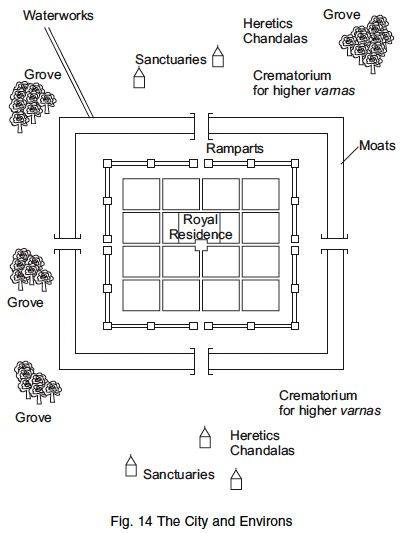 Waterworks
Heretics
Chandalas
Grove
Sanctuaries
Grove
Crematorium
for higher varnas
Ramparts
Moats
Royal
Residence
Grove
Grove
Crematorium
for higher varnas
Heretics
Chandalas
Sanctuaries
Fig. 14 The City and Environs